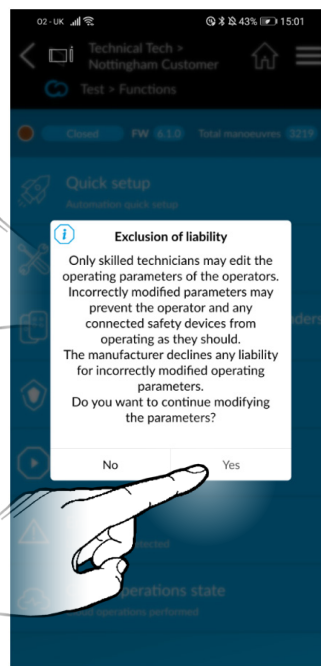 O2 - UK 43% 15:01
Technical Tech >
Nottingham Customer
Test > Functions
Closed FW 6.1.0 Total manoeuvres 3219
Quick setup
Automation quick setup
Exclusion of liability
Only skilled technicians may edit the
operating parameters of the operators.
Incorrectly modified parameters may
prevent the operator and any
connected safety devices from
operating as they should.
The manufacturer declines any liability
for incorrectly modified operating
parameters.
Do you want to continue modifying
the parameters?
No Yes
operations state
operations performed